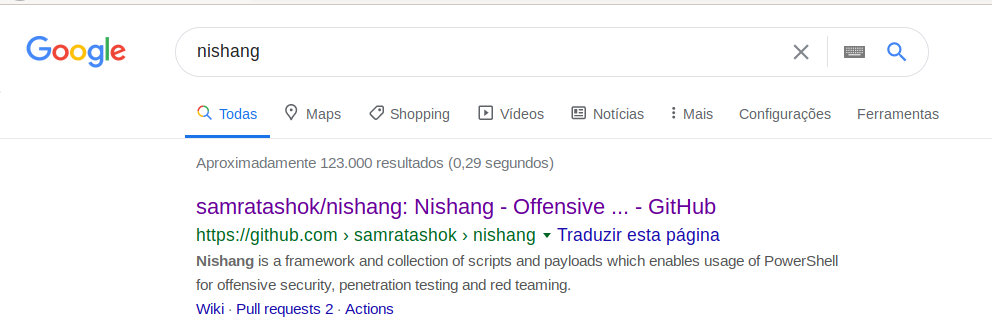 Google
nishang
Todas Maps Shopping Vídeos Notícias Mais Configurações Ferramentas
Aproximadamente 123.000 resultados (0,29 segundos)
samratashok/nishang: Nishang - Offensive ... - GitHub
https://github.com › samratashok › nishang ▾ Traduzir esta página
Nishang is a framework and collection of scripts and payloads which enables usage of PowerShell
for offensive security, penetration testing and red teaming.
Wiki · Pull requests 2 · Actions